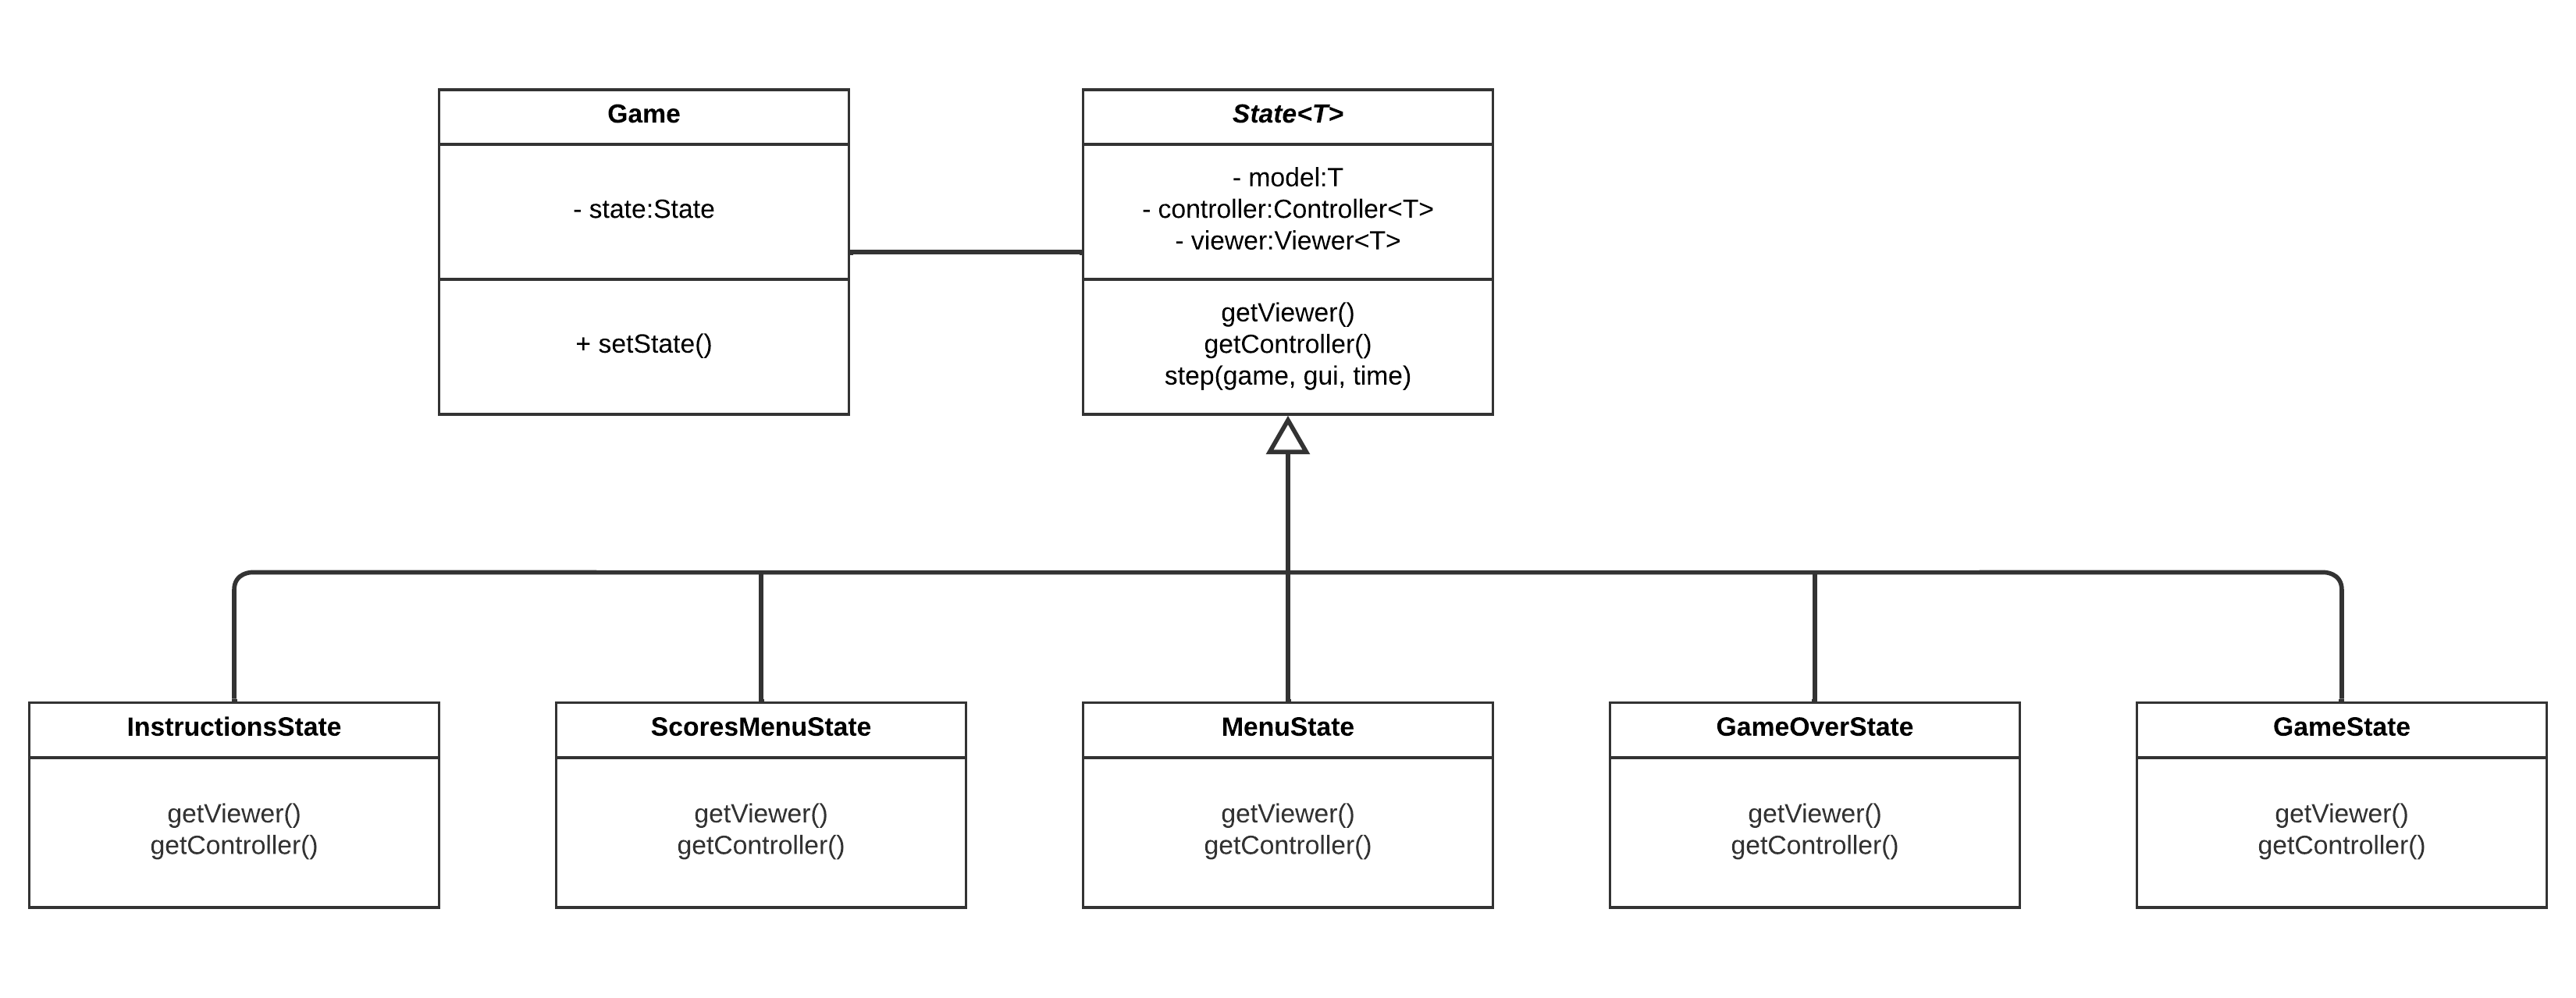 Game
- state:State
+ setState()
State<T>
- model:T
- controller:Controller<T>
- viewer:Viewer<T>
getViewer()
getController()
step(game, gui, time)
InstructionsState
getViewer()
getController()
ScoresMenuState
getViewer()
getController()
MenuState
getViewer()
getController()
GameOverState
getViewer()
getController()
GameState
getViewer()
getController()